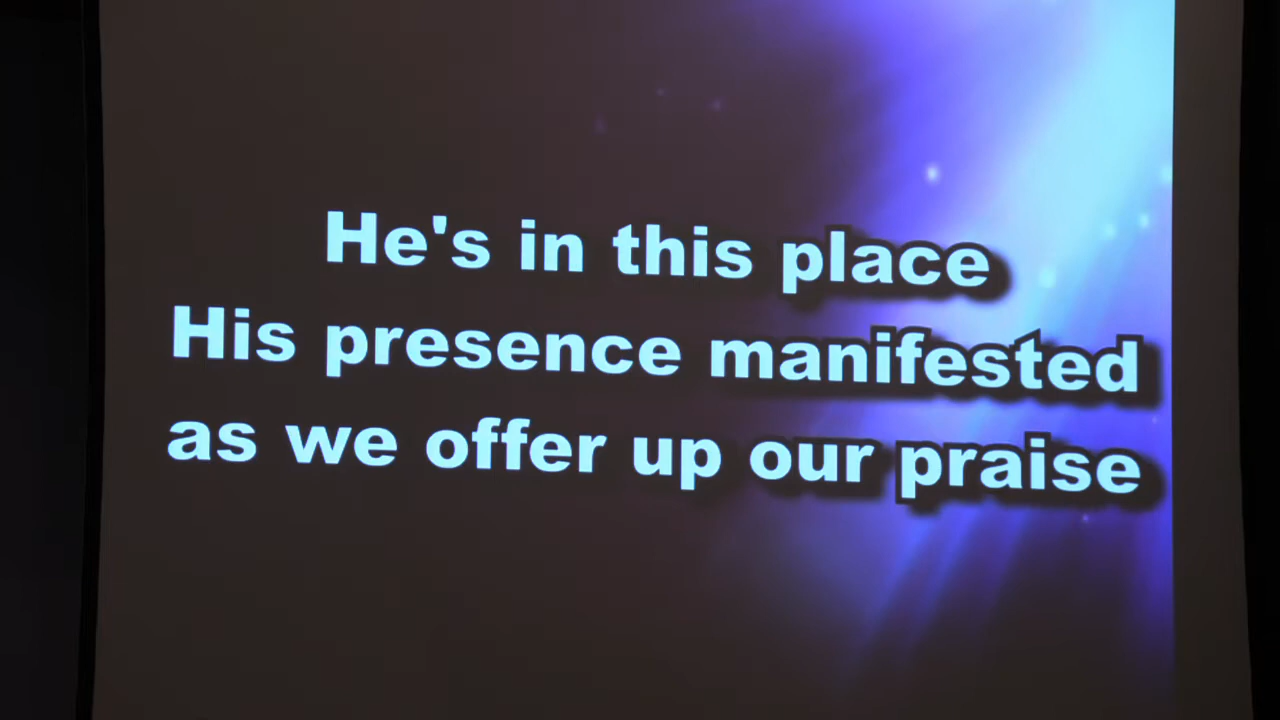 He's in this place
His presence manifested
as we offer up our praise